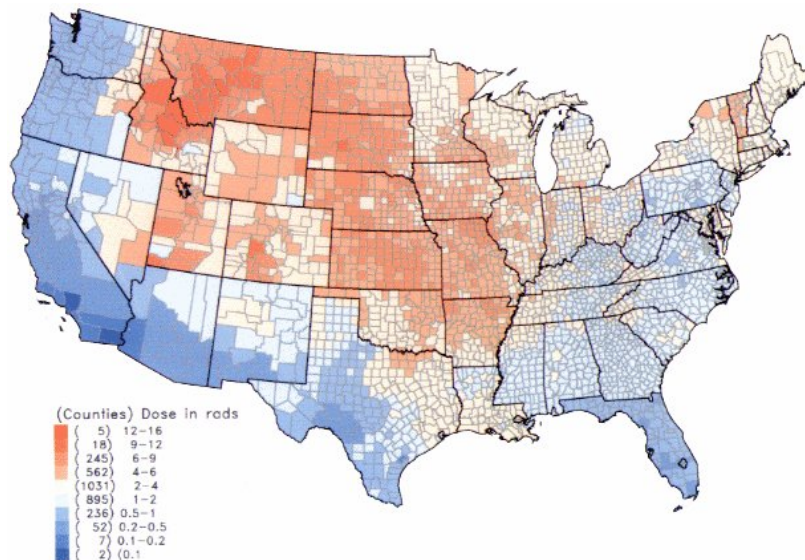 (Counties) Dose in rads
( 5) 12-16
( 18) 9-12
( 245) 6-9
( 562) 4-6
(1031) 2-4
( 895) 1-2
( 236) 0.5-1
( 52) 0.2-0.5
( 7) 0.1-0.2
( 2) (0.1